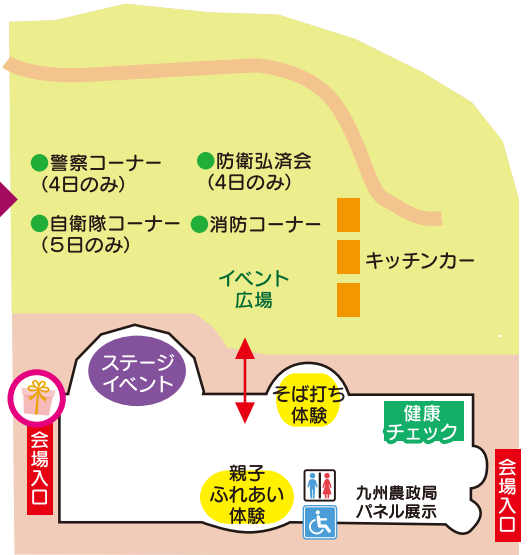 ●警察コーナー
（4日のみ）
●防衛弘済会
（4日のみ）
●自衛隊コーナー
（5日のみ）
●消防コーナー
キッチンカー
イベント
広場
ステージ
イベント
そば打ち
体験
健康
チェック
会場入口
親子
ふれあい
体験
九州農政局
パネル展示
会場入口